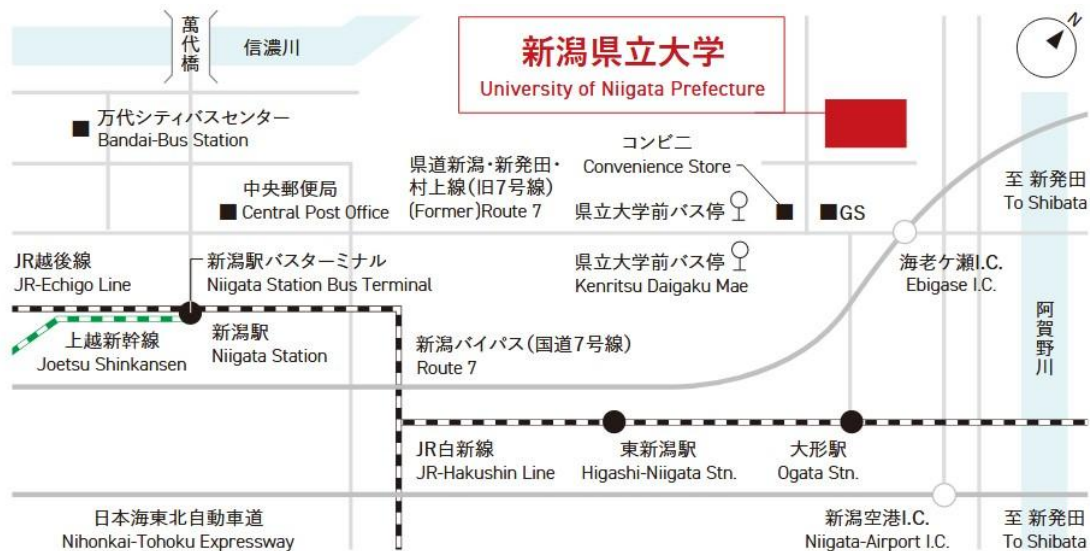 萬代橋
信濃川
新潟県立大学
University of Niigata Prefecture
N
万代シティバスセンター
Bandai-Bus Station
コンビニ
Convenience Store
県道新潟・新発田・
村上線(旧7号線)
(Former)Route 7
中央郵便局
Central Post Office
県立大学前バス停
GS
至 新発田
To Shibata
JR越後線
JR-Echigo Line
新潟駅バスターミナル
Niigata Station Bus Terminal
県立大学前バス停
Kenritsu Daigaku Mae
海老ケ瀬I.C.
Ebigase I.C.
上越新幹線
Joetsu Shinkansen
新潟駅
Niigata Station
新潟バイパス(国道7号線)
Route 7
阿賀野川
JR白新線
JR-Hakushin Line
東新潟駅
Higashi-Niigata Stn.
大形駅
Ogata Stn.
日本海東北自動車道
Nihonkai-Tohoku Expressway
新潟空港I.C.
Niigata-Airport I.C.
至 新発田
To Shibata